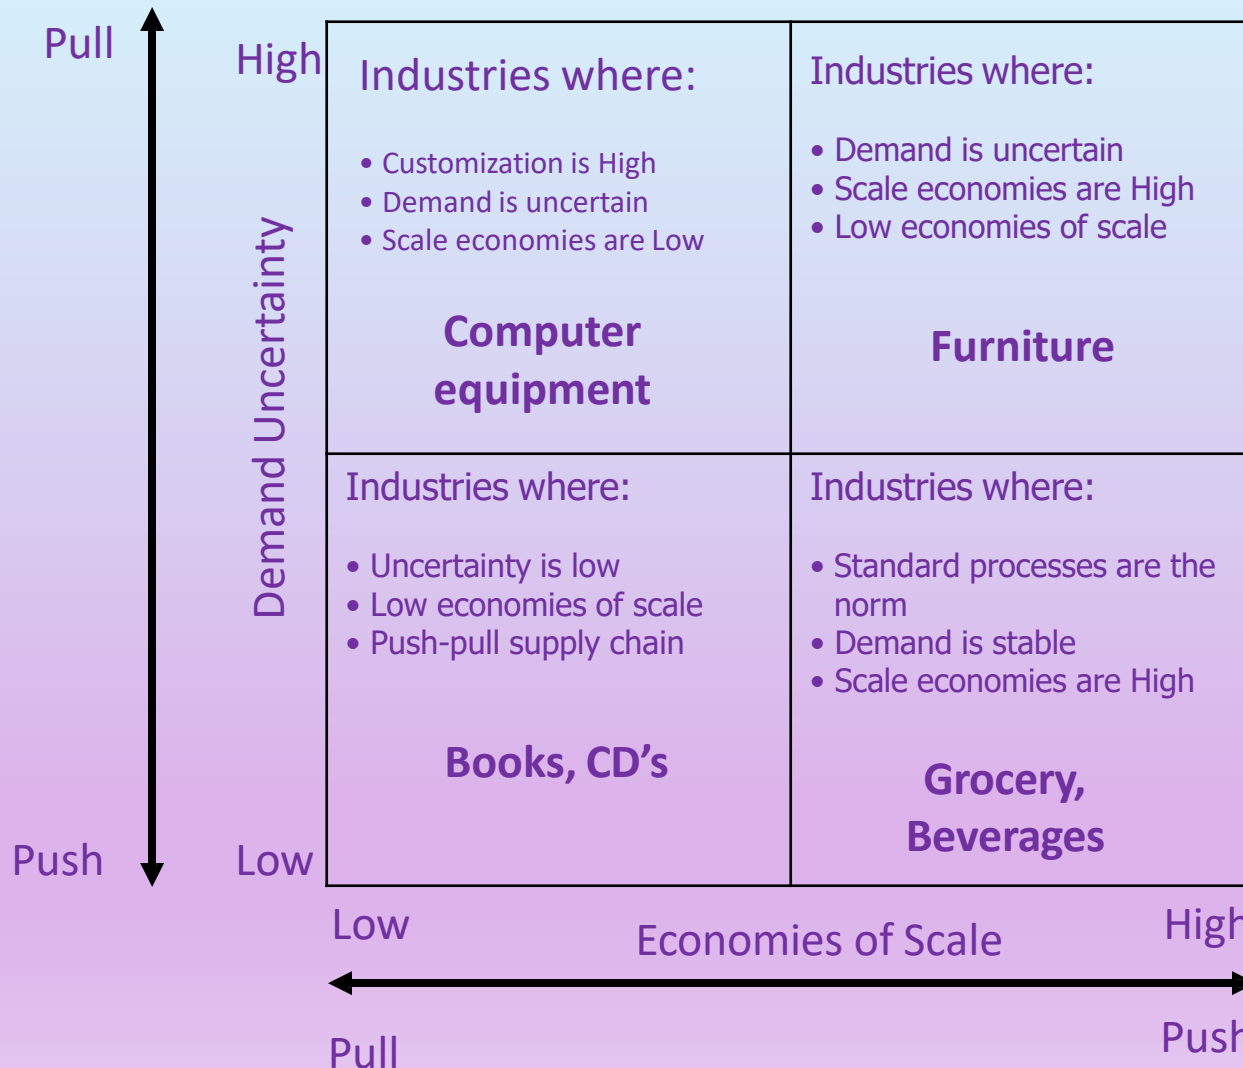 Pull
High
Industries where:
• Customization is High
• Demand is uncertain
• Scale economies are Low
Computer
equipment
Industries where:
• Demand is uncertain
• Scale economies are High
• Low economies of scale
Furniture
Demand Uncertainty
Industries where:
• Uncertainty is low
• Low economies of scale
• Push-pull supply chain
Books, CD’s
Industries where:
• Standard processes are the
norm
• Demand is stable
• Scale economies are High
Grocery,
Beverages
Push
Low
Low
Economies of Scale
High
Pull
Push